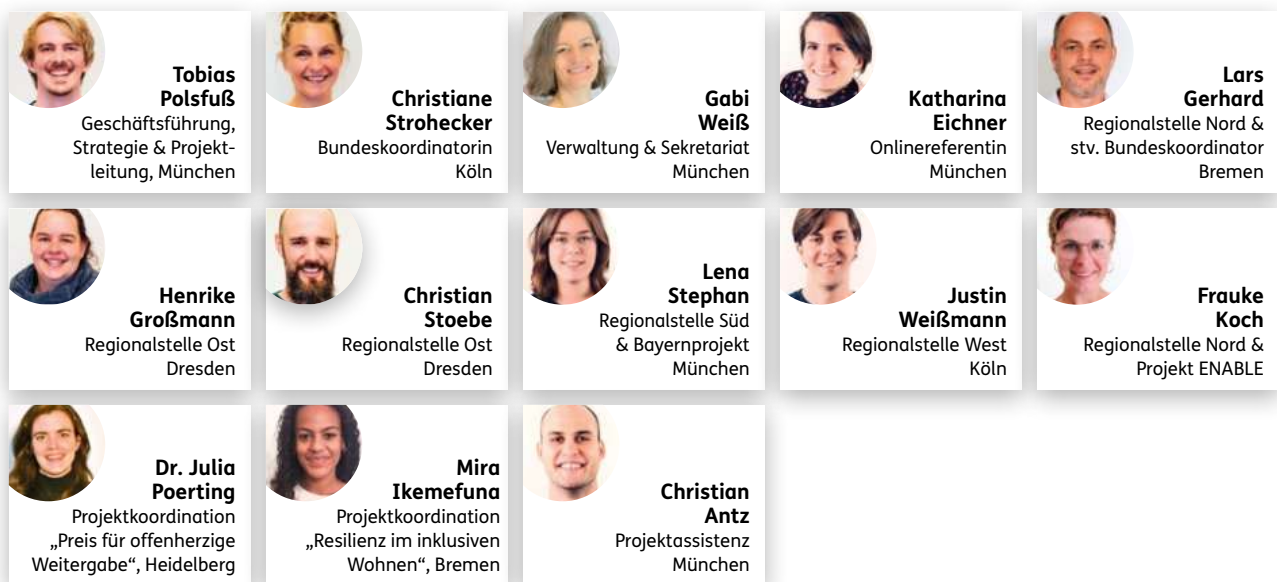 Tobias
Polsfuß
Geschäftsführung,
Strategie & Projekt-
leitung, München
Christiane
Strohecker
Bundeskoordinatorin
Köln
Gabi
Weiß
Verwaltung & Sekretariat
München
Katharina
Eichner
Onlinereferentin
München
Lars
Gerhard
Regionalstelle Nord &
stv. Bundeskoordinator
Bremen
Henrike
Großmann
Regionalstelle Ost
Dresden
Christian
Stoebe
Regionalstelle Ost
Dresden
Lena
Stephan
Regionalstelle Süd
& Bayernprojekt
München
Justin
Weißmann
Regionalstelle West
Köln
Frauke
Koch
Regionalstelle Nord &
Projekt ENABLE
Dr. Julia
Poerting
Projektkoordination
„Preis für offenherzige
Weitergabe“, Heidelberg
Mira
Ikemefuna
Projektkoordination
„Resilienz im inklusiven
Wohnen“, Bremen
Christian
Antz
Projektassistenz
München